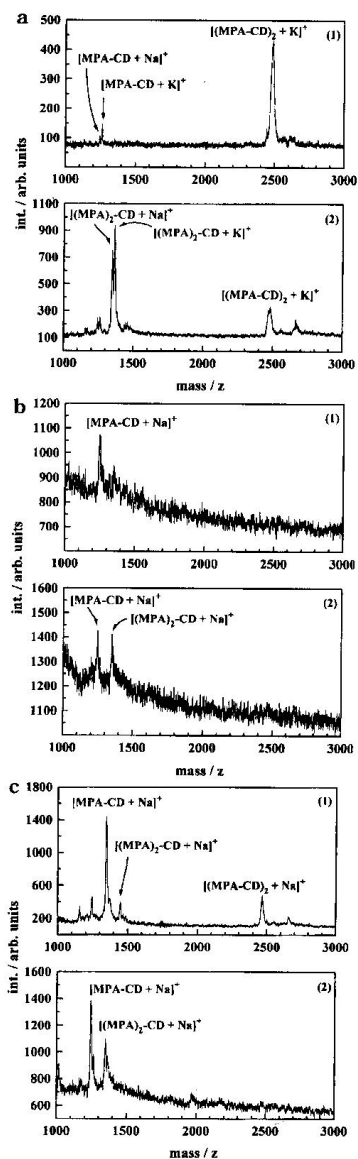 a
(1)
[(MPA-CD)₂ + K]⁺
[MPA-CD + Na]⁺
[MPA-CD + K]⁺
500
400
300
200
100
1000 1500 2000 2500 3000
int. / arb. units
(2)
[(MPA)₂-CD + Na]⁺
[(MPA)₂-CD + K]⁺
[(MPA-CD)₂ + K]⁺
1100
900
700
500
300
100
1000 1500 2000 2500 3000
mass / z
b
(1)
[MPA-CD + Na]⁺
1200
1100
1000
900
800
700
1000 1500 2000 2500 3000
int. / arb. units
(2)
[MPA-CD + Na]⁺
[(MPA)₂-CD + Na]⁺
1600
1500
1400
1300
1200
1100
1000 1500 2000 2500 3000
mass / z
c
(1)
[MPA-CD + Na]⁺
[(MPA)₂-CD + Na]⁺
[(MPA-CD)₂ + Na]⁺
1800
1400
1000
600
200
1000 1500 2000 2500 3000
int. / arb. units
(2)
[MPA-CD + Na]⁺
[(MPA)₂-CD + Na]⁺
1600
1400
1200
1000
800
600
1000 1500 2000 2500 3000
mass / z